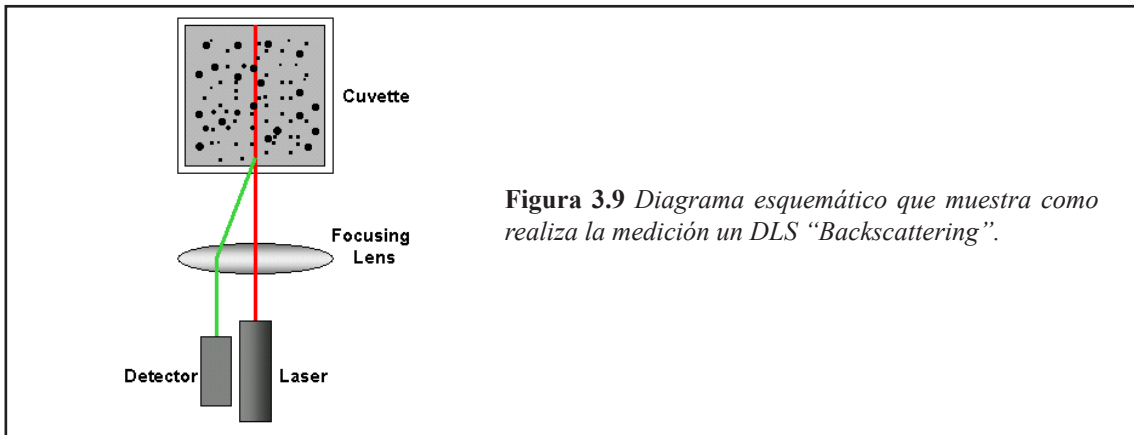 Cuvette
Figura 3.9 Diagrama esquemático que muestra como
realiza la medición un DLS “Backscattering”.
Focusing
Lens
Detector
Laser